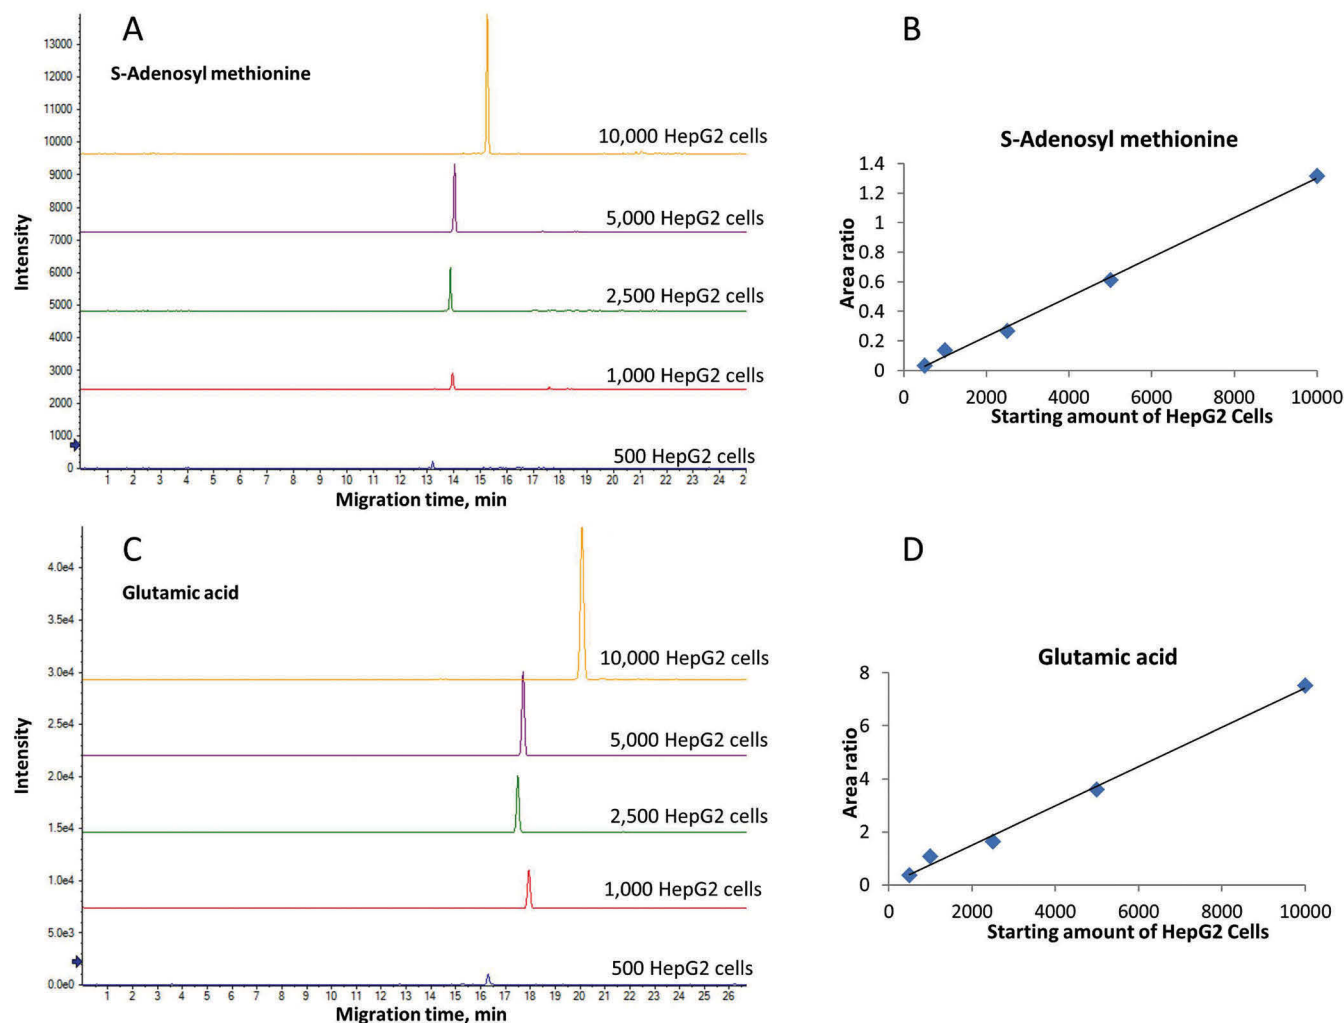 A
S-Adenosyl methionine
Intensity
13000
12000
11000
10000
9000
8000
7000
6000
5000
4000
3000
2000
1000
0
10,000 HepG2 cells
5,000 HepG2 cells
2,500 HepG2 cells
1,000 HepG2 cells
500 HepG2 cells
1 2 3 4 5 6 7 8 9 10 11 12 13 14 15 16 17 18 19 20 21 22 23 24 2
Migration time, min
B
S-Adenosyl methionine
Area ratio
1.4
1.2
1
0.8
0.6
0.4
0.2
0
0 2000 4000 6000 8000 10000
Starting amount of HepG2 Cells
C
Glutamic acid
Intensity
4.0e4
3.5e4
3.0e4
2.5e4
2.0e4
1.5e4
1.0e4
5.0e3
0.0e0
10,000 HepG2 cells
5,000 HepG2 cells
2,500 HepG2 cells
1,000 HepG2 cells
500 HepG2 cells
1 2 3 4 5 6 7 8 9 10 11 12 13 14 15 16 17 18 19 20 21 22 23 24 25 26
Migration time, min
D
Glutamic acid
Area ratio
8
6
4
2
0
0 2000 4000 6000 8000 10000
Starting amount of HepG2 Cells